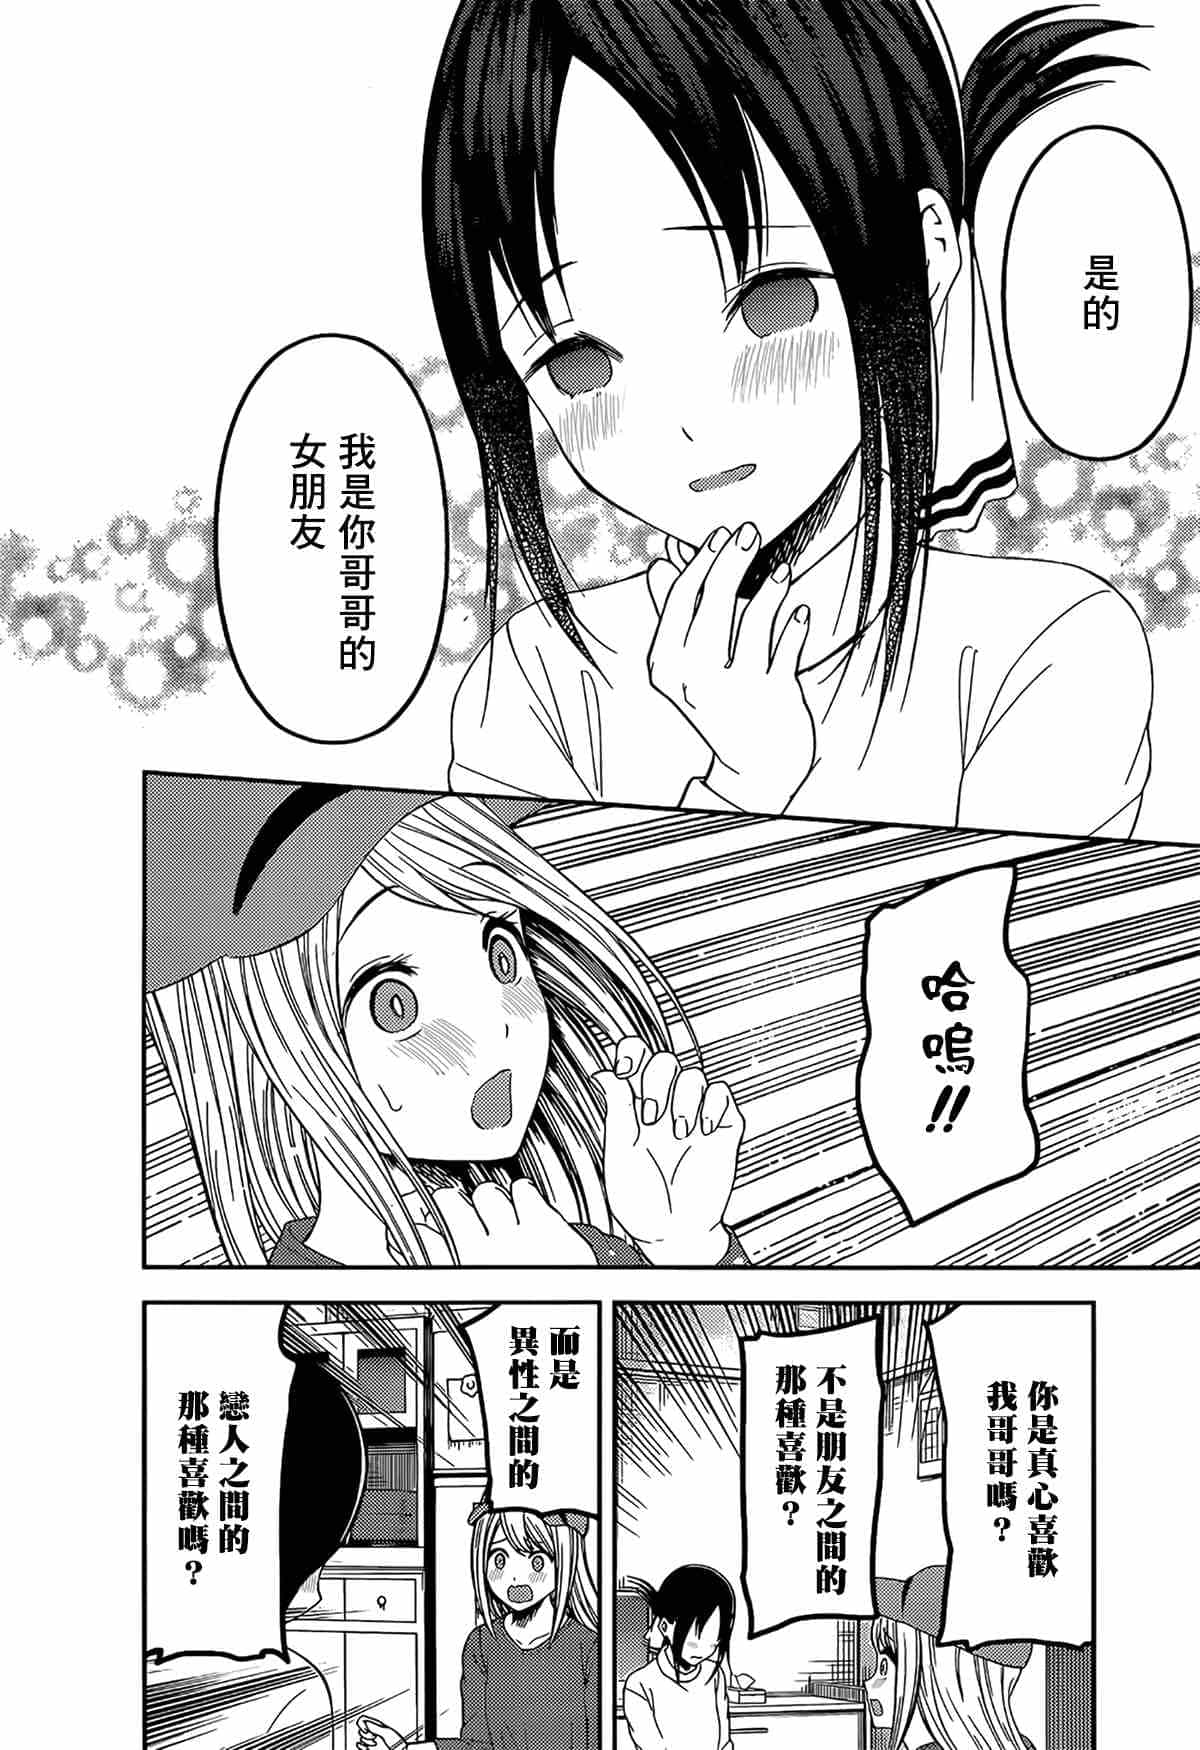 是的
我是你哥哥的
女朋友
哈嗚!!
你是真心喜歡
我哥哥嗎？
不是朋友之間的
那種喜歡？
而是
異性之間的
戀人之間的
那種喜歡嗎？